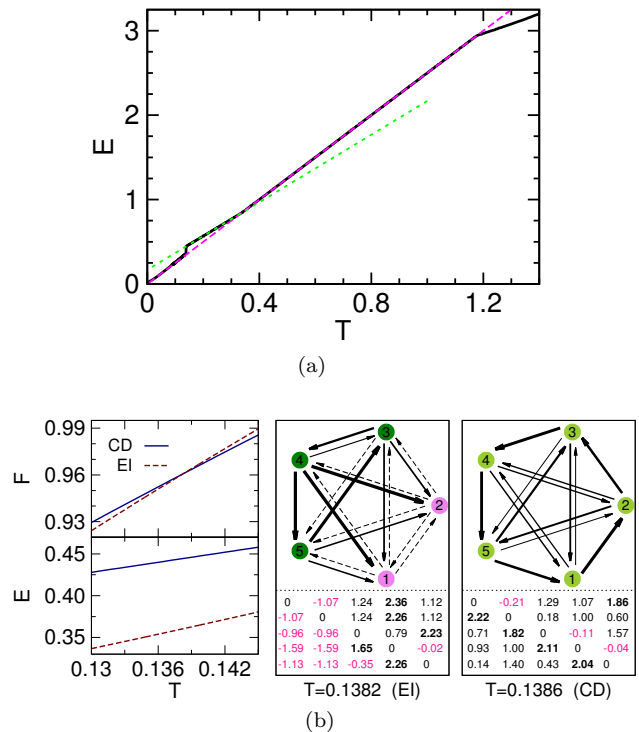 3
2
1
0
E
0
0.4
0.8
1.2
T
(a)
0.99
0.96
0.93
F
CD
EI
0.45
0.40
0.35
E
0.13
0.136
0.142
T
3
4
2
5
1
0 -1.07 1.24 2.36 1.12
-1.07 0 1.24 2.26 1.12
-0.96 -0.96 0 0.79 2.23
-1.59 -1.59 1.65 0 -0.02
-1.13 -1.13 -0.35 2.26 0
T=0.1382 (EI)
3
4
2
5
1
0 -0.21 1.29 1.07 1.86
2.22 0 0.18 1.00 0.60
0.71 1.82 0 -0.11 1.57
0.93 1.00 2.11 0 -0.04
0.14 1.40 0.43 2.04 0
T=0.1386 (CD)
(b)